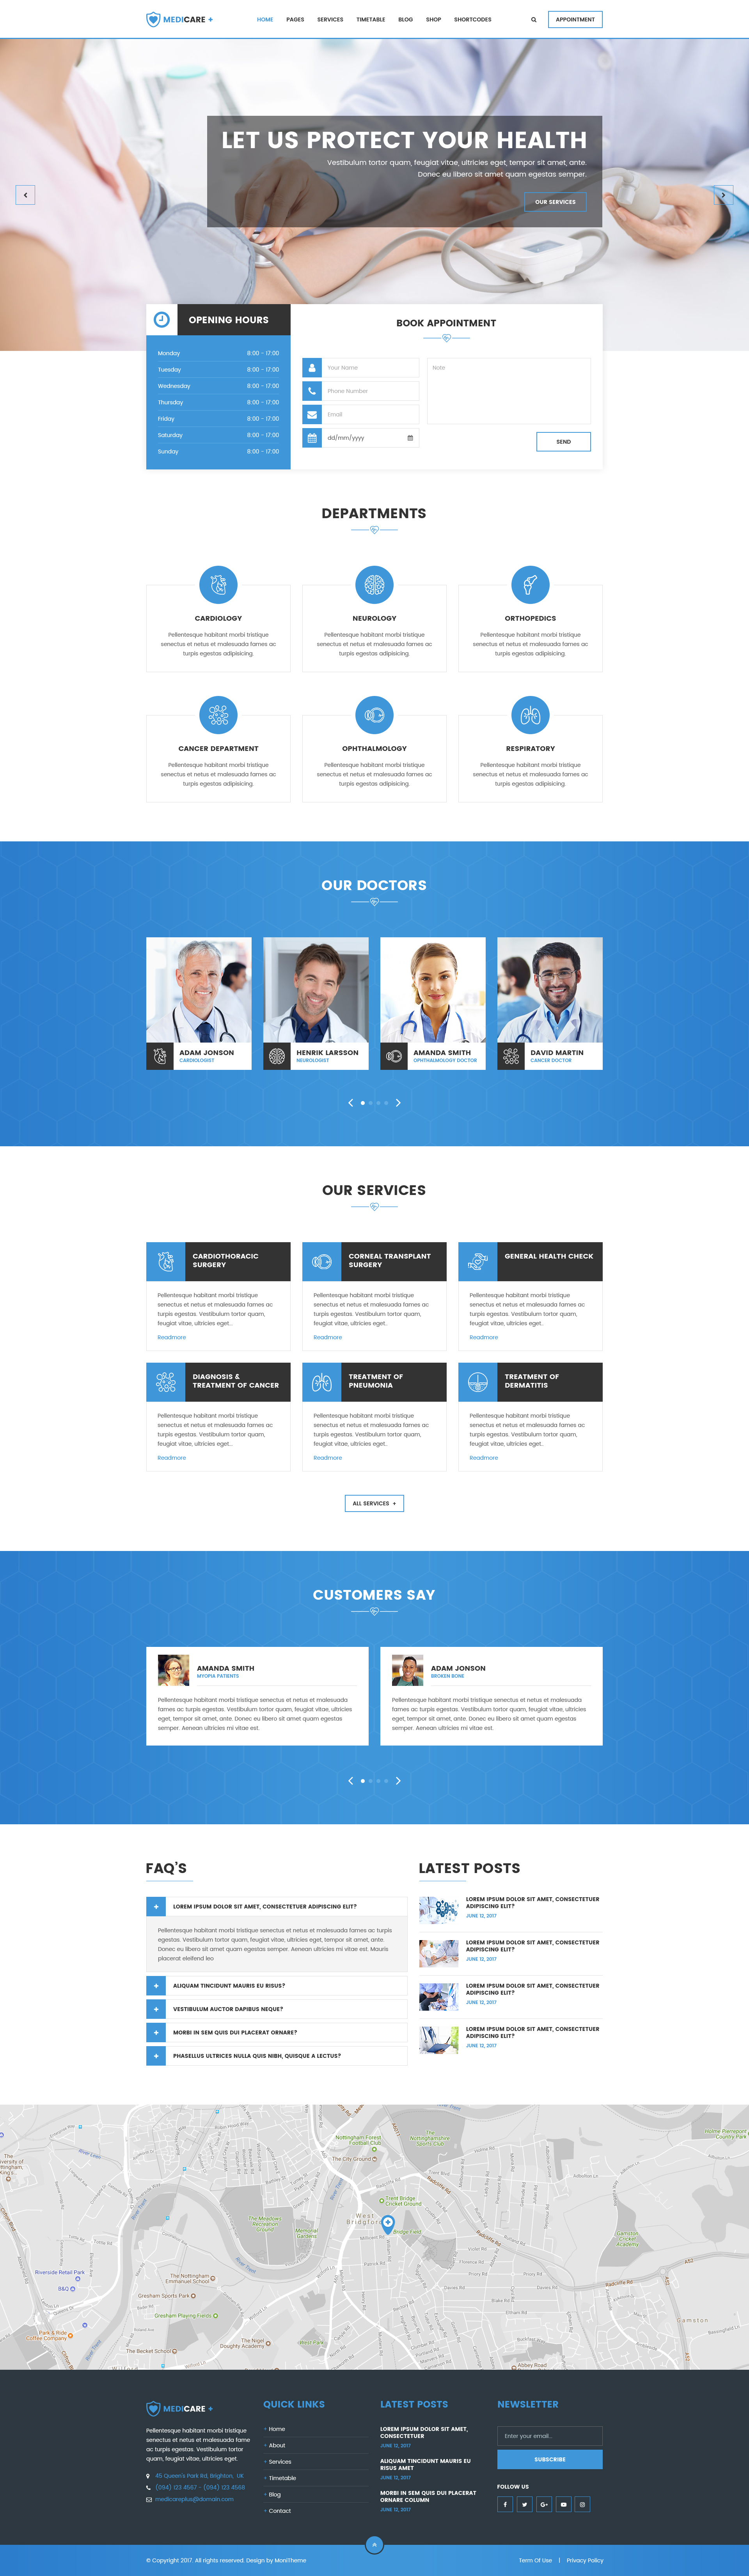 MEDICARE +
HOME PAGES SERVICES TIMETABLE BLOG SHOP SHORTCODES
APPOINTMENT
LET US PROTECT YOUR HEALTH
Vestibulum tortor quam, feugiat vitae, ultricies eget, tempor sit amet, ante.
Donec eu libero sit amet quam egestas semper.
OUR SERVICES
OPENING HOURS
Monday 8:00 - 17:00
Tuesday 8:00 - 17:00
Wednesday 8:00 - 17:00
Thursday 8:00 - 17:00
Friday 8:00 - 17:00
Saturday 8:00 - 17:00
Sunday 8:00 - 17:00
BOOK APPOINTMENT
Your Name
Phone Number
Email
dd/mm/yyyy
Note
SEND
DEPARTMENTS
CARDIOLOGY
Pellentesque habitant morbi tristique
senectus et netus et malesuada fames ac
turpis egestas adipisicing.
NEUROLOGY
Pellentesque habitant morbi tristique
senectus et netus et malesuada fames ac
turpis egestas adipisicing.
ORTHOPEDICS
Pellentesque habitant morbi tristique
senectus et netus et malesuada fames ac
turpis egestas adipisicing.
CANCER DEPARTMENT
Pellentesque habitant morbi tristique
senectus et netus et malesuada fames ac
turpis egestas adipisicing.
OPHTHALMOLOGY
Pellentesque habitant morbi tristique
senectus et netus et malesuada fames ac
turpis egestas adipisicing.
RESPIRATORY
Pellentesque habitant morbi tristique
senectus et netus et malesuada fames ac
turpis egestas adipisicing.
OUR DOCTORS
ADAM JONSON
CARDIOLOGIST
HENRIK LARSSON
NEUROLOGIST
AMANDA SMITH
OPHTHALMOLOGY DOCTOR
DAVID MARTIN
CANCER DOCTOR
OUR SERVICES
CARDIOTHORACIC
SURGERY
Pellentesque habitant morbi tristique
senectus et netus et malesuada fames ac
turpis egestas. Vestibulum tortor quam,
feugiat vitae, ultricies eget...
Readmore
CORNEAL TRANSPLANT
SURGERY
Pellentesque habitant morbi tristique
senectus et netus et malesuada fames ac
turpis egestas. Vestibulum tortor quam,
feugiat vitae, ultricies eget..
Readmore
GENERAL HEALTH CHECK
Pellentesque habitant morbi tristique
senectus et netus et malesuada fames ac
turpis egestas. Vestibulum tortor quam,
feugiat vitae, ultricies eget..
Readmore
DIAGNOSIS &
TREATMENT OF CANCER
Pellentesque habitant morbi tristique
senectus et netus et malesuada fames ac
turpis egestas. Vestibulum tortor quam,
feugiat vitae, ultricies eget...
Readmore
TREATMENT OF
PNEUMONIA
Pellentesque habitant morbi tristique
senectus et netus et malesuada fames ac
turpis egestas. Vestibulum tortor quam,
feugiat vitae, ultricies eget..
Readmore
TREATMENT OF
DERMATITIS
Pellentesque habitant morbi tristique
senectus et netus et malesuada fames ac
turpis egestas. Vestibulum tortor quam,
feugiat vitae, ultricies eget..
Readmore
ALL SERVICES +
CUSTOMERS SAY
AMANDA SMITH
MYOPIA PATIENTS
Pellentesque habitant morbi tristique senectus et netus et malesuada
fames ac turpis egestas. Vestibulum tortor quam, feugiat vitae, ultricies
eget, tempor sit amet, ante. Donec eu libero sit amet quam egestas
semper. Aenean ultricies mi vitae est.
ADAM JONSON
BROKEN BONE
Pellentesque habitant morbi tristique senectus et netus et malesuada
fames ac turpis egestas. Vestibulum tortor quam, feugiat vitae, ultricies
eget, tempor sit amet, ante. Donec eu libero sit amet quam egestas
semper. Aenean ultricies mi vitae est.
FAQ'S
LOREM IPSUM DOLOR SIT AMET, CONSECTETUER ADIPISCING ELIT?
Pellentesque habitant morbi tristique senectus et netus et malesuada fames ac turpis
egestas. Vestibulum tortor quam, feugiat vitae, ultricies eget, tempor sit amet, ante.
Donec eu libero sit amet quam egestas semper. Aenean ultricies mi vitae est. Mauris
placerat eleifend leo
ALIQUAM TINCIDUNT MAURIS EU RISUS?
VESTIBULUM AUCTOR DAPIBUS NEQUE?
MORBI IN SEM QUIS DUI PLACERAT ORNARE?
PHASELLUS ULTRICES NULLA QUIS NIBH, QUISQUE A LECTUS?
LATEST POSTS
LOREM IPSUM DOLOR SIT AMET, CONSECTETUER
ADIPISCING ELIT?
JUNE 12, 2017
LOREM IPSUM DOLOR SIT AMET, CONSECTETUER
ADIPISCING ELIT?
JUNE 12, 2017
LOREM IPSUM DOLOR SIT AMET, CONSECTETUER
ADIPISCING ELIT?
JUNE 12, 2017
LOREM IPSUM DOLOR SIT AMET, CONSECTETUER
ADIPISCING ELIT?
JUNE 12, 2017
Nottingham Forest
Football Club
The
Nottinghamshire
Sports Club
The City Ground
Holme Pierrepont
Country Park
Trent Bridge
Cricket Ground
West
Bridgford
Bridge Field
The Meadows
Recreation
Ground
Memorial
Gardens
Gamston
Cricket
Academy
Riverside Retail Park
B&Q
The Nottingham
Emmanuel School
Gresham Sports Park
Gresham Playing Fields
Park & Ride
Coffee Company
The Becket School
The Nigel
Doughty Academy
West Park
Gamston
Radcliffe Rd
Abbey Road
MEDICARE +
Pellentesque habitant morbi tristique
senectus et netus et malesuada fame
ac turpis egestas. Vestibulum tortor
quam, feugiat vitae, ultricies eget.
45 Queen's Park Rd, Brighton, UK
(094) 123 4567 - (094) 123 4568
medicareplus@domain.com
QUICK LINKS
Home
About
Services
Timetable
Blog
Contact
LATEST POSTS
LOREM IPSUM DOLOR SIT AMET,
CONSECTETUER
JUNE 12, 2017
ALIQUAM TINCIDUNT MAURIS EU
RISUS AMET
JUNE 12, 2017
MORBI IN SEM QUIS DUI PLACERAT
ORNARE COLUMN
JUNE 12, 2017
NEWSLETTER
Enter your email...
SUBSCRIBE
FOLLOW US
© Copyright 2017. All rights reserved. Design by MoniTheme
Term Of Use | Privacy Policy